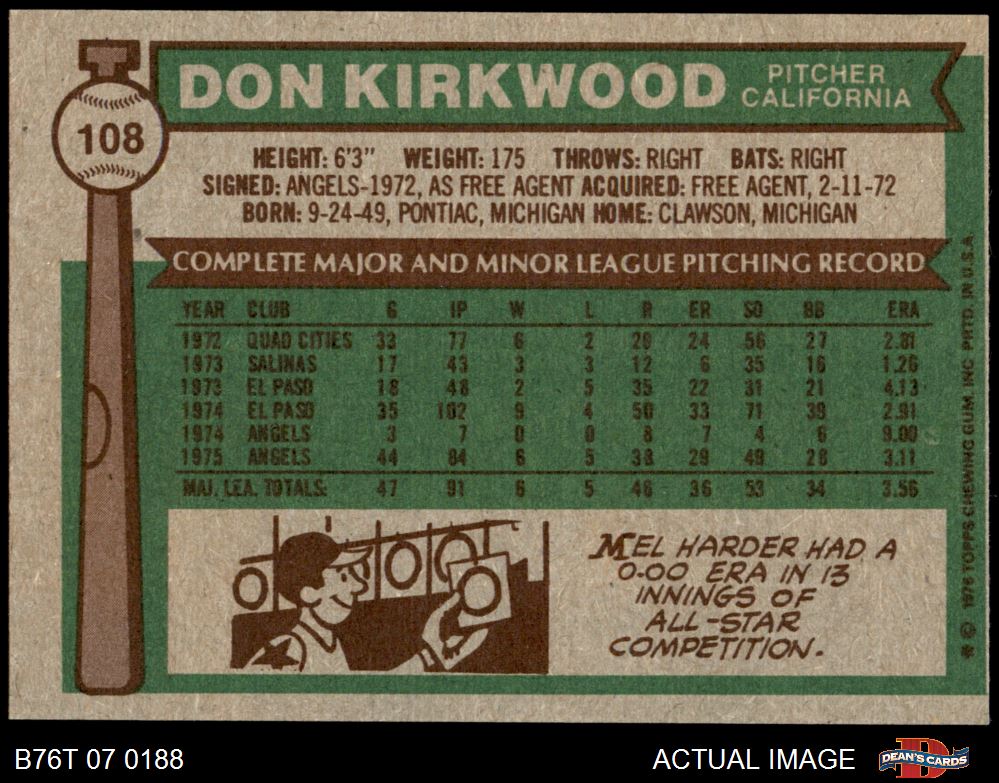 DON KIRKWOOD PITCHER CALIFORNIA
108
HEIGHT: 6'3" WEIGHT: 175 THROWS: RIGHT BATS: RIGHT
SIGNED: ANGELS-1972, AS FREE AGENT ACQUIRED: FREE AGENT, 2-11-72
BORN: 9-24-49, PONTIAC, MICHIGAN HOME: CLAWSON, MICHIGAN
COMPLETE MAJOR AND MINOR LEAGUE PITCHING RECORD
YEAR CLUB G IP W L R ER SO BB ERA
1972 QUAD CITIES 33 77 6 2 29 24 56 27 2.81
1973 SALINAS 17 43 3 3 12 6 35 16 1.26
1973 EL PASO 18 48 2 5 35 22 31 21 4.13
1974 EL PASO 35 102 9 4 50 33 71 39 2.91
1974 ANGELS 3 7 0 0 8 7 4 6 9.00
1975 ANGELS 44 84 6 5 38 29 49 28 3.11
MAJ. LEA. TOTALS: 47 91 6 5 46 36 53 34 3.56
MEL HARDER HAD A
0.00 ERA IN 13
INNINGS OF
ALL-STAR
COMPETITION.
© 1976 TOPPS CHEWING GUM, INC. PRTD. IN U.S.A.
B76T 07 0188 ACTUAL IMAGE DEAN'S CARDS